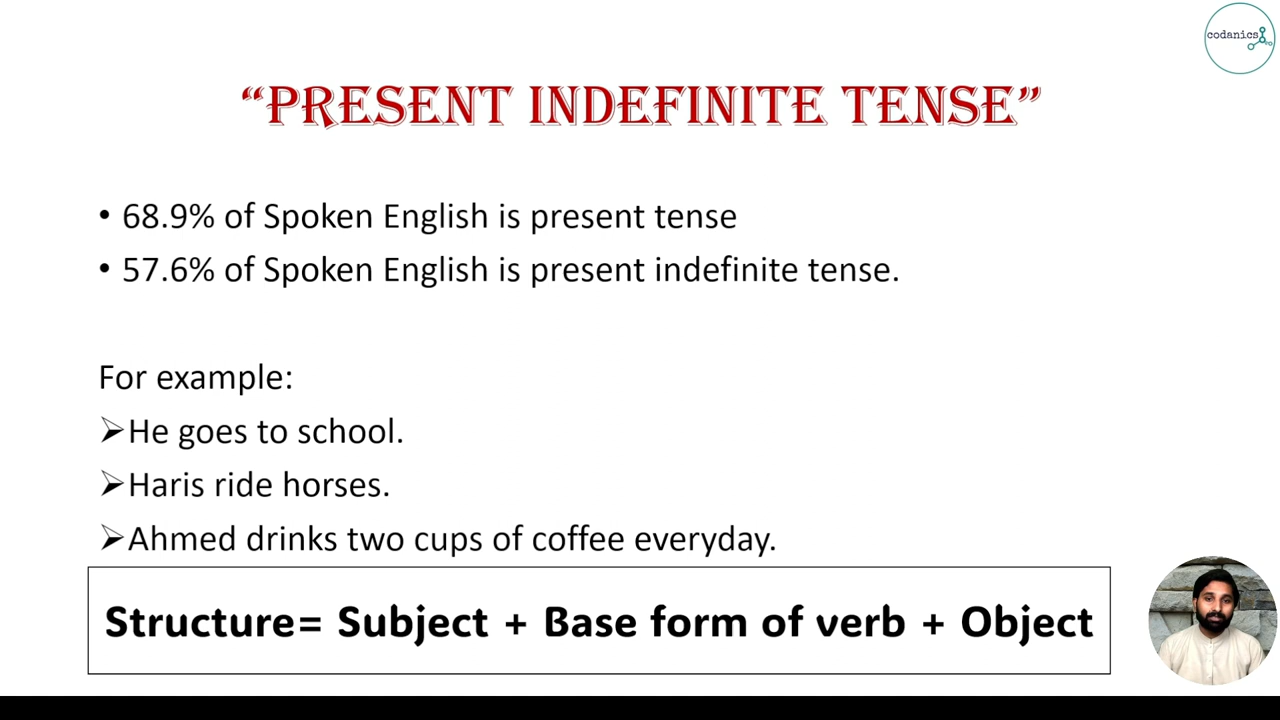 codanics
“PRESENT INDEFINITE TENSE”
• 68.9% of Spoken English is present tense
• 57.6% of Spoken English is present indefinite tense.
For example:
➢He goes to school.
➢Haris ride horses.
➢Ahmed drinks two cups of coffee everyday.
Structure= Subject + Base form of verb + Object